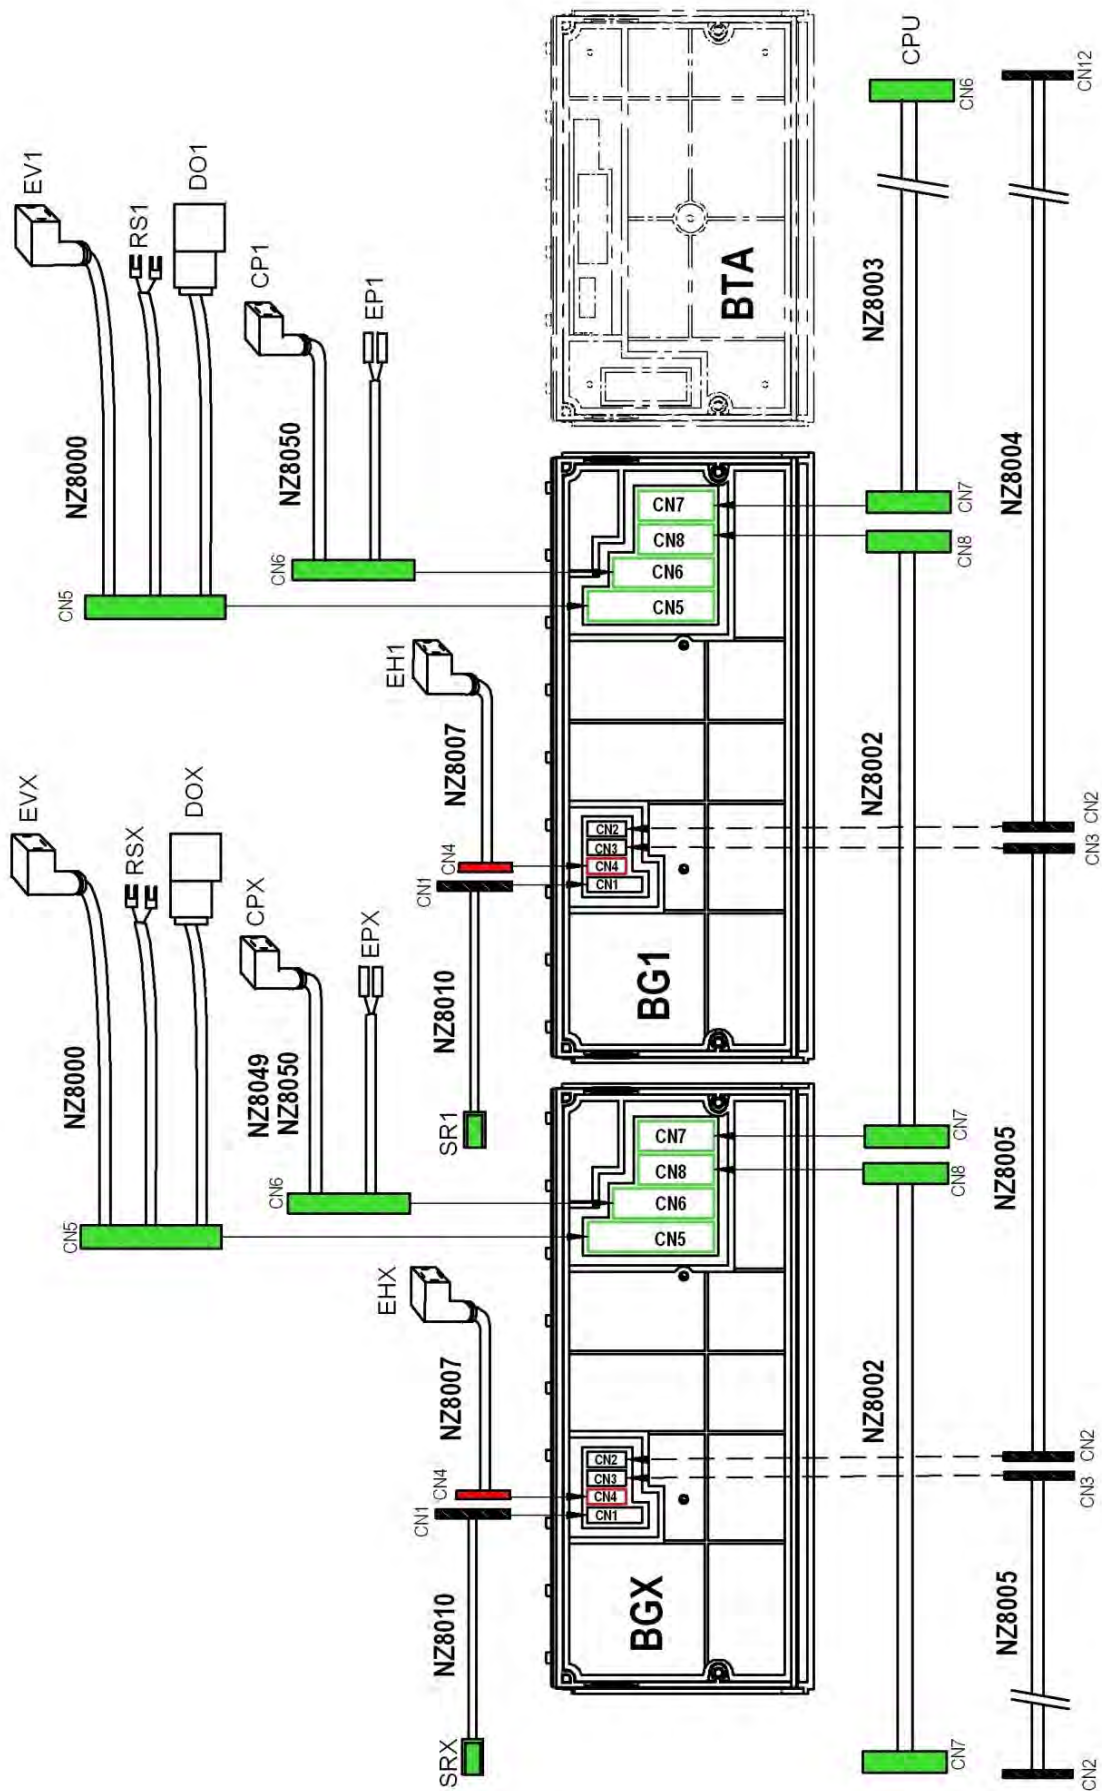 EVX
RSX
DOX
NZ8000
CN5
CPX
EPX
NZ8049
NZ8050
CN6
EHX
NZ8007
CN4
CN1
NZ8010
SRX
EV1
RS1
DO1
NZ8000
CN5
CP1
EP1
NZ8050
CN6
EH1
NZ8007
CN4
CN1
NZ8010
SR1
BGX
CN1
CN4
CN3
CN2
CN5
CN6
CN8
CN7
BG1
CN1
CN4
CN3
CN2
CN5
CN6
CN8
CN7
BTA
CN7
NZ8002
CN8
CN7
NZ8002
CN8
CN7
NZ8003
CN6
CPU
CN2
NZ8005
CN3
CN2
NZ8005
CN3
CN2
NZ8004
CN12